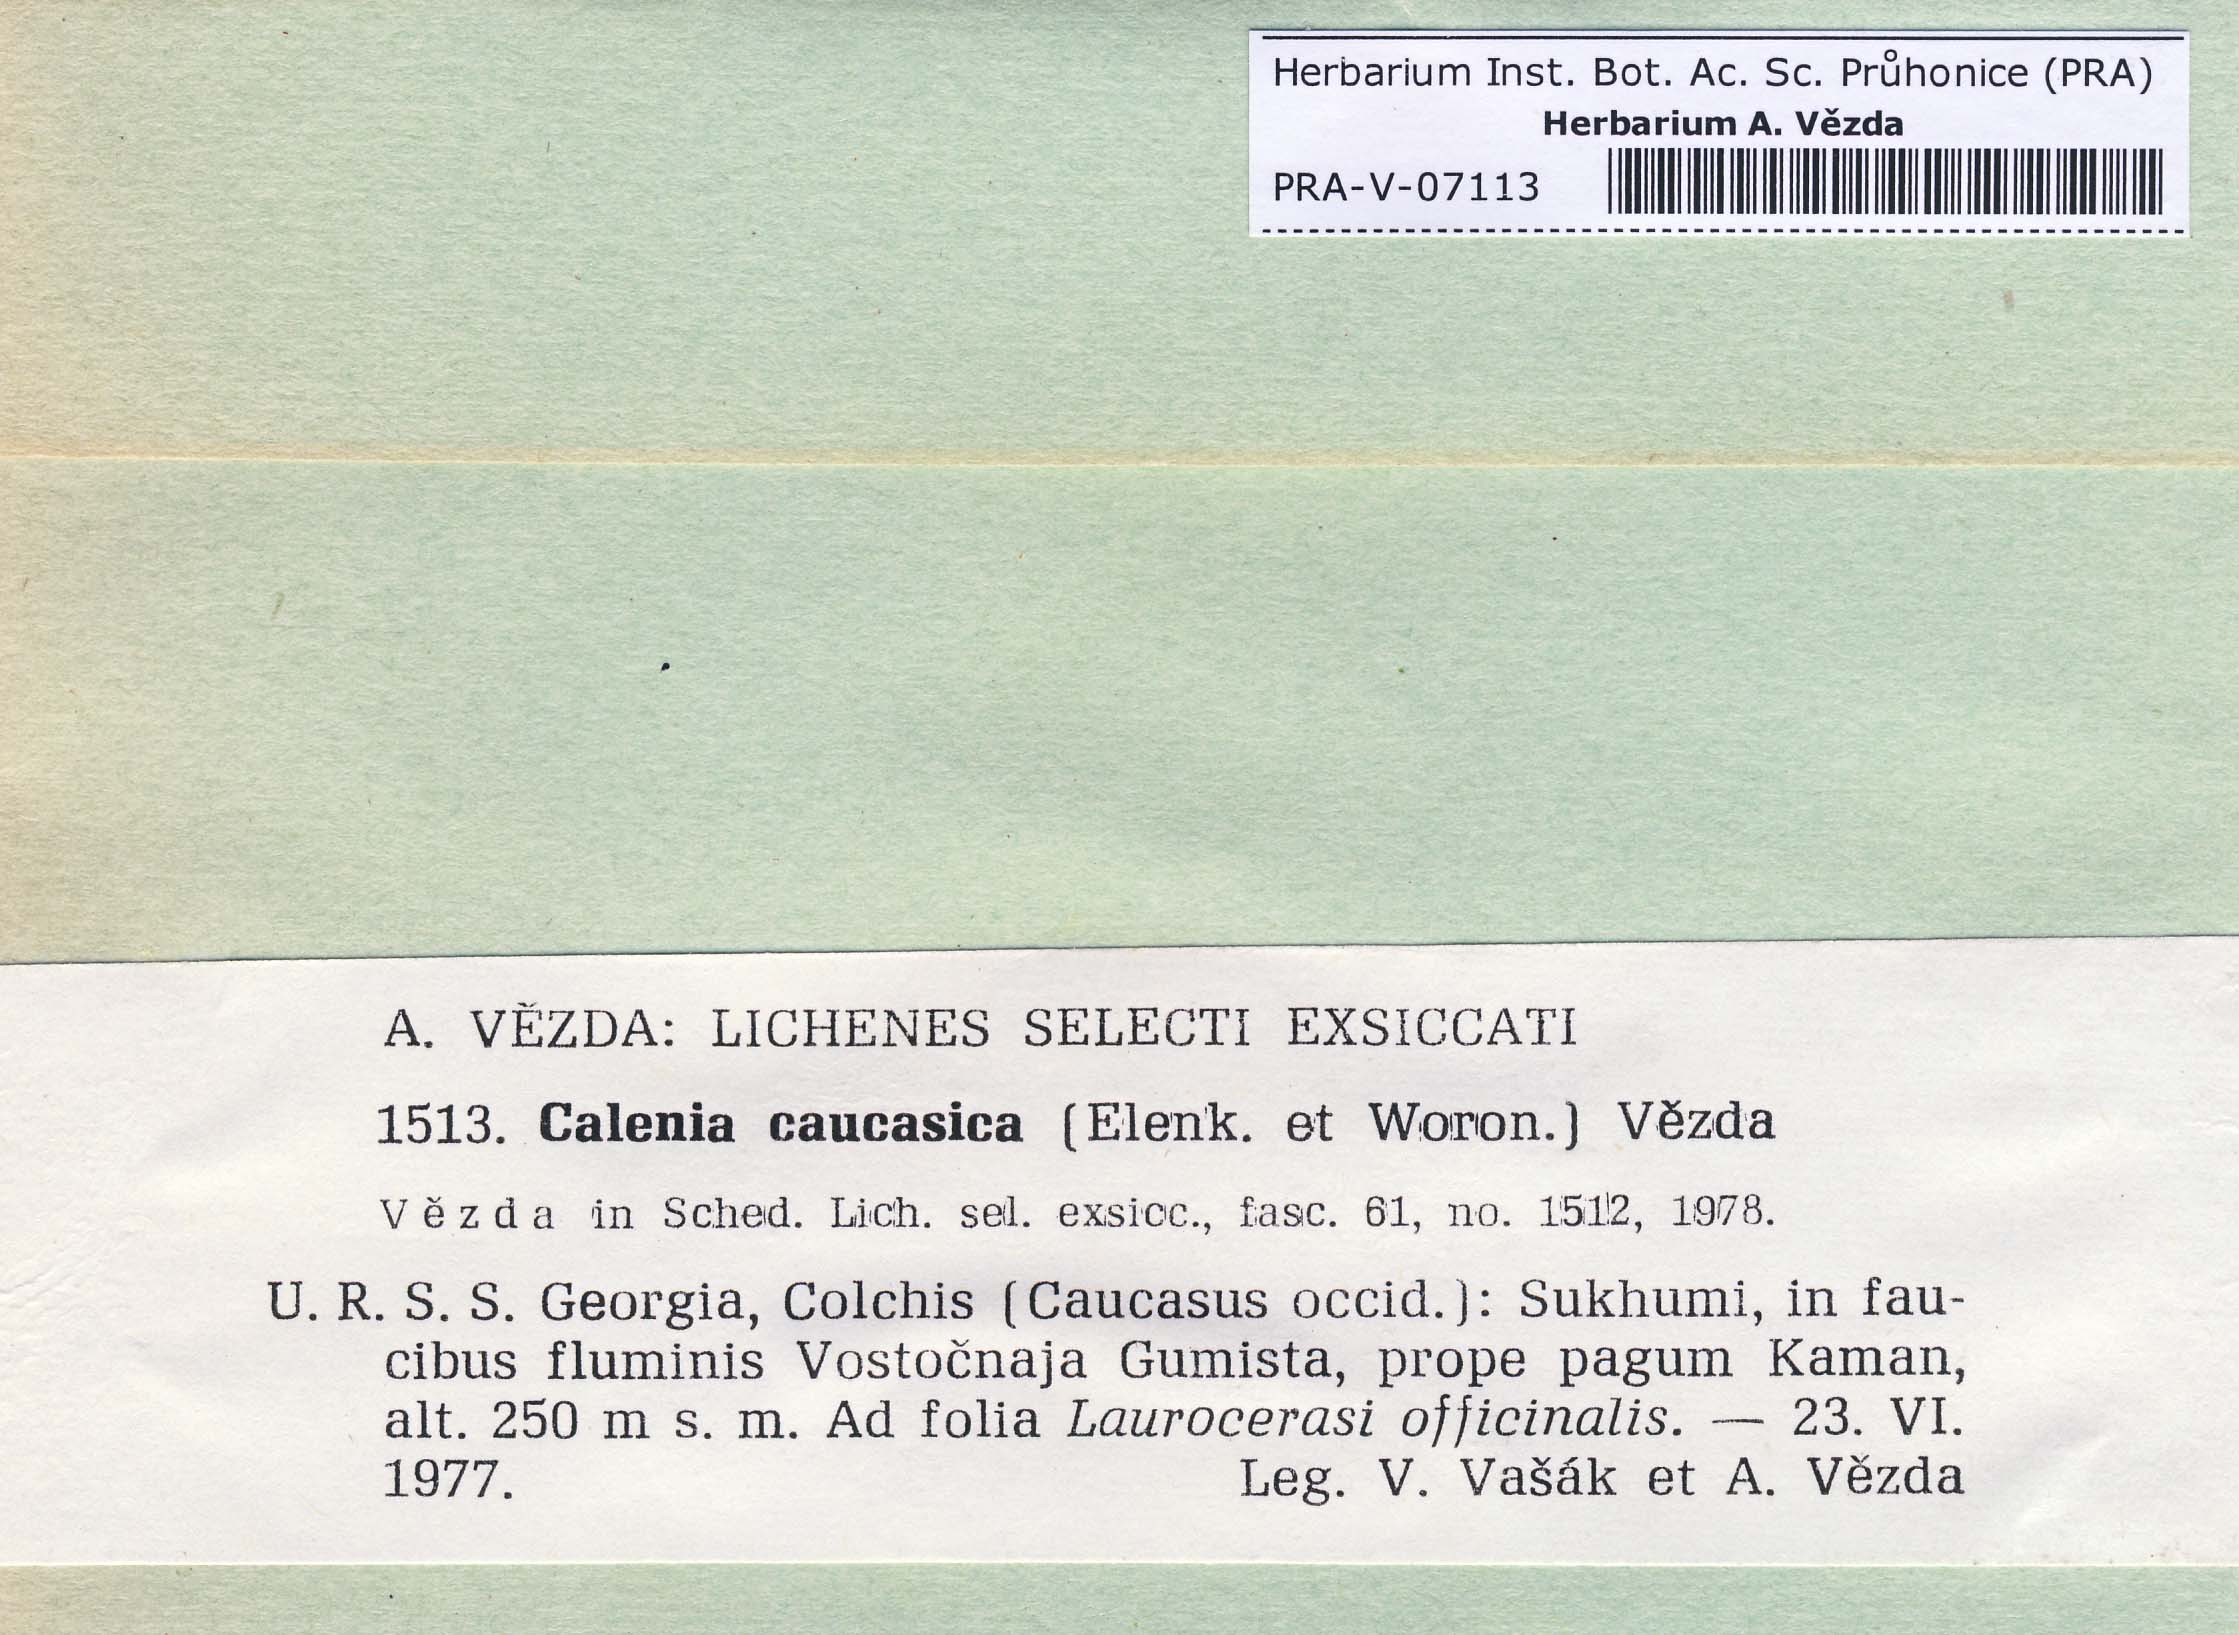 Herbarium Inst. Bot. Ac. Sc. Průhonice (PRA)
Herbarium A. Vězda
PRA-V-07113
A. VĚZDA: LICHENES SELECTI EXSICCATI
1513. Calenia caucasica (Elenk. et Woron.) Vězda
Vězda in Sched. Lich. sel. exsicc., fasc. 61, no. 1512, 1978.
U. R. S. S. Georgia, Colchis (Caucasus occid.): Sukhumi, in fau-
cibus fluminis Vostočnaja Gumista, prope pagum Kaman,
alt. 250 m s. m. Ad folia Laurocerasi officinalis. — 23. VI.
1977. Leg. V. Vašák et A. Vězda